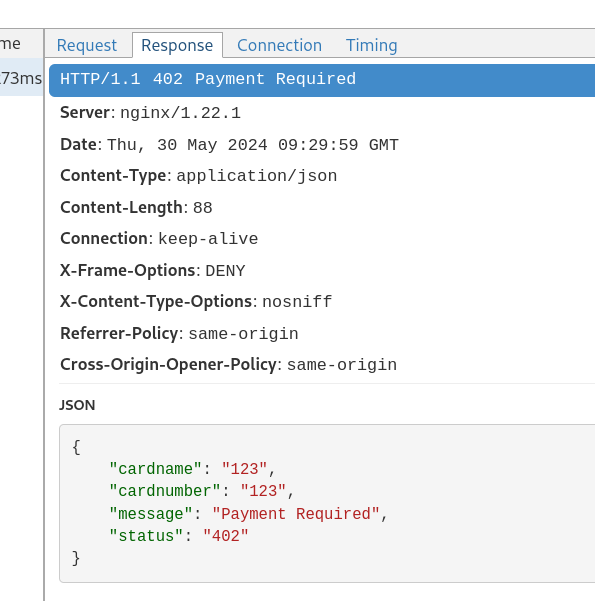 me
Request Response Connection Timing
73ms
HTTP/1.1 402 Payment Required
Server: nginx/1.22.1
Date: Thu, 30 May 2024 09:29:59 GMT
Content-Type: application/json
Content-Length: 88
Connection: keep-alive
X-Frame-Options: DENY
X-Content-Type-Options: nosniff
Referrer-Policy: same-origin
Cross-Origin-Opener-Policy: same-origin
JSON
{
    "cardname": "123",
    "cardnumber": "123",
    "message": "Payment Required",
    "status": "402"
}